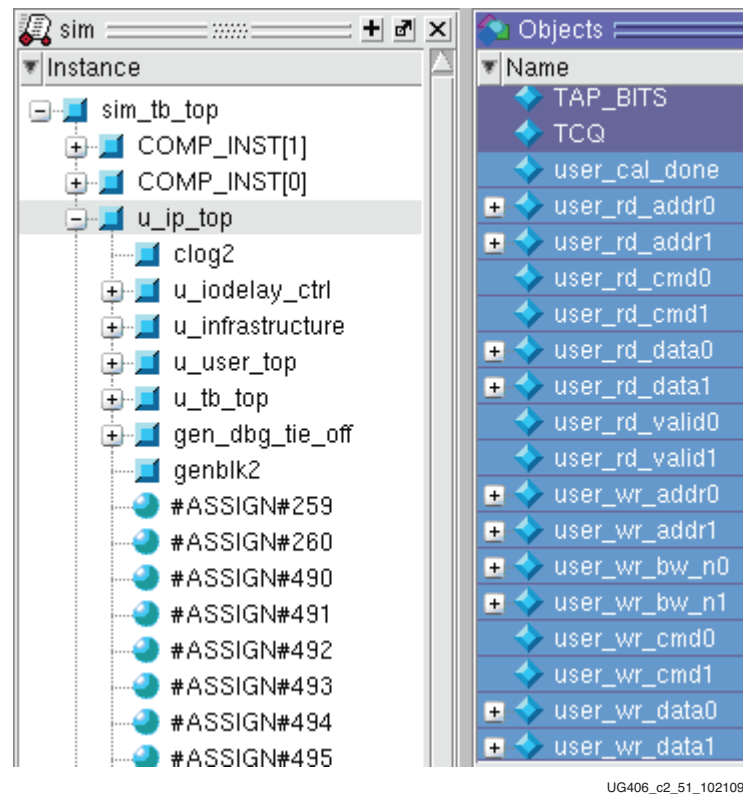 sim
Instance
sim_tb_top
COMP_INST[1]
COMP_INST[0]
u_ip_top
clog2
u_iodelay_ctrl
u_infrastructure
u_user_top
u_tb_top
gen_dbg_tie_off
genblk2
#ASSIGN#259
#ASSIGN#260
#ASSIGN#490
#ASSIGN#491
#ASSIGN#492
#ASSIGN#493
#ASSIGN#494
#ASSIGN#495
Objects
Name
TAP_BITS
TCQ
user_cal_done
user_rd_addr0
user_rd_addr1
user_rd_cmd0
user_rd_cmd1
user_rd_data0
user_rd_data1
user_rd_valid0
user_rd_valid1
user_wr_addr0
user_wr_addr1
user_wr_bw_n0
user_wr_bw_n1
user_wr_cmd0
user_wr_cmd1
user_wr_data0
user_wr_data1
UG406_c2_51_102109